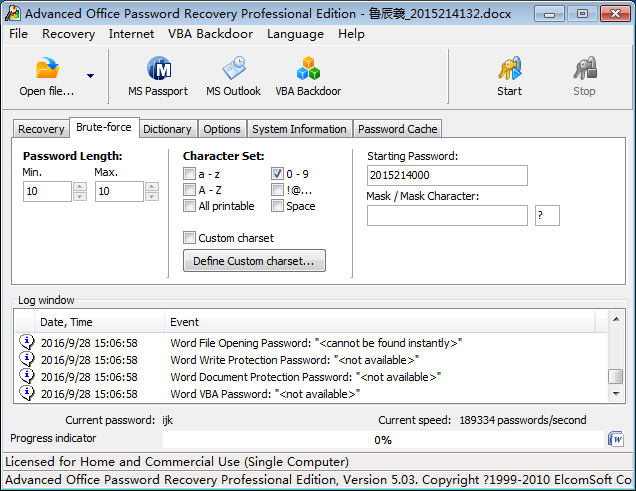 Advanced Office Password Recovery Professional Edition - 鲁辰羲_2015214132.docx
File Recovery Internet VBA Backdoor Language Help
Open file... MS Passport MS Outlook VBA Backdoor Start Stop
Recovery Brute-force Dictionary Options System Information Password Cache
Password Length: Character Set: Starting Password:
Min. Max. a - z 0 - 9
10 10 A - Z !@... 2015214000
All printable Space Mask / Mask Character:
?
Custom charset
Define Custom charset...
Log window
Date, Time Event
2016/9/28 15:06:58 Word File Opening Password: "<cannot be found instantly>"
2016/9/28 15:06:58 Word Write Protection Password: "<not available>"
2016/9/28 15:06:58 Word Document Protection Password: "<not available>"
2016/9/28 15:06:58 Word VBA Password: "<not available>"
Current password: ijk Current speed: 189334 passwords/second
Progress indicator 0%
Licensed for Home and Commercial Use (Single Computer)
Advanced Office Password Recovery Professional Edition, Version 5.03. Copyright ?1999-2010 ElcomSoft Co